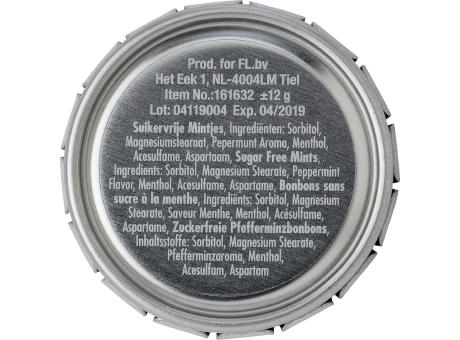 Prod. for FL.bv
Het Eek 1, NL-4004LM Tiel
Item No.:161632 ±12 g
Lot: 04119004 Exp. 04/2019
Suikervrije Mintjes, Ingrediënten: Sorbitol,
Magnesiumstearaat, Pepermunt Aroma, Menthol,
Acesulfame, Aspartaam, Sugar Free Mints,
Ingredients: Sorbitol, Magnesium Stearate, Peppermint
Flavor, Menthol, Acesulfame, Aspartame, Bonbons sans
sucre à la menthe, Ingrediënts: Sorbitol, Magnesium
Stearate, Saveur Menthe, Menthol, Acésulfame,
Aspartame, Zuckerfreie Pfefferminzbonbons,
Inhaltsstoffe: Sorbitol, Magnesium Stearate,
Pfefferminzaroma, Menthol,
Acesulfam, Aspartam